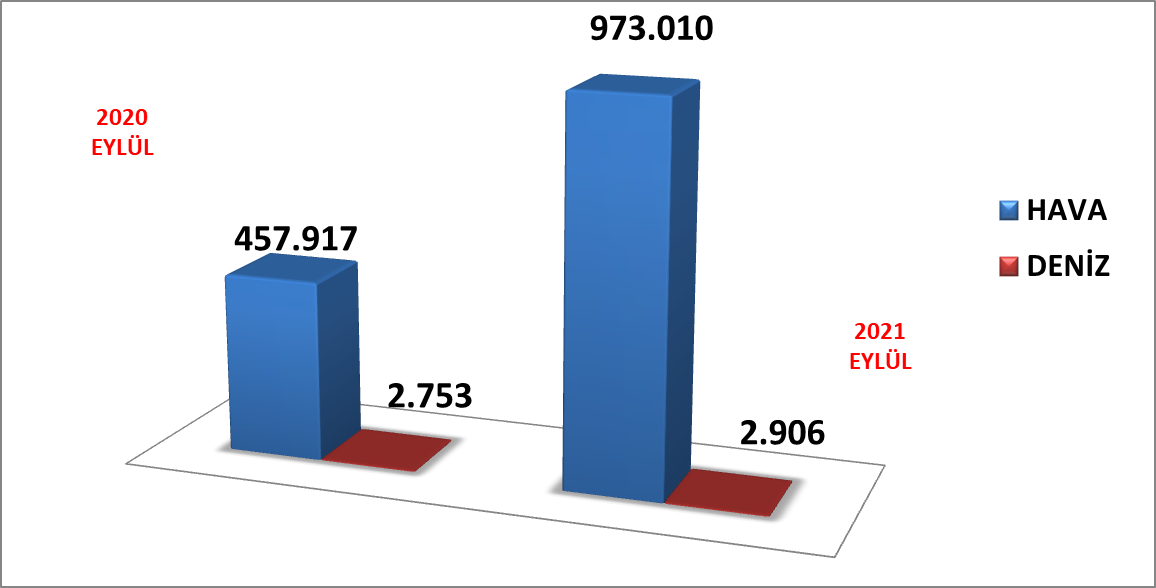 973.010
2020
EYLÜL
HAVA
457.917
DENİZ
2021
EYLÜL
2.753
2.906